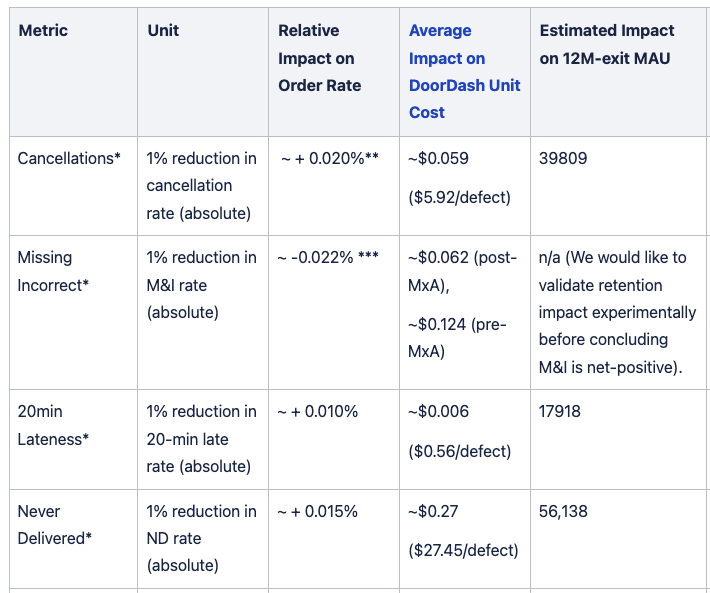 Metric
Unit
Relative
Impact on
Order Rate
Average
Impact on
DoorDash Unit
Cost
Estimated Impact
on 12M-exit MAU
Cancellations*
1% reduction in
cancellation
rate (absolute)
~ + 0.020%**
~$0.059
($5.92/defect)
39809
Missing
Incorrect*
1% reduction in
M&I rate
(absolute)
~ -0.022% ***
~$0.062 (post-
MxA),
~$0.124 (pre-
MxA)
n/a (We would like to
validate retention
impact experimentally
before concluding
M&I is net-positive).
20min
Lateness*
1% reduction in
20-min late
rate (absolute)
~ + 0.010%
~$0.006
($0.56/defect)
17918
Never
Delivered*
1% reduction in
ND rate
(absolute)
~ + 0.015%
~$0.27
($27.45/defect)
56,138